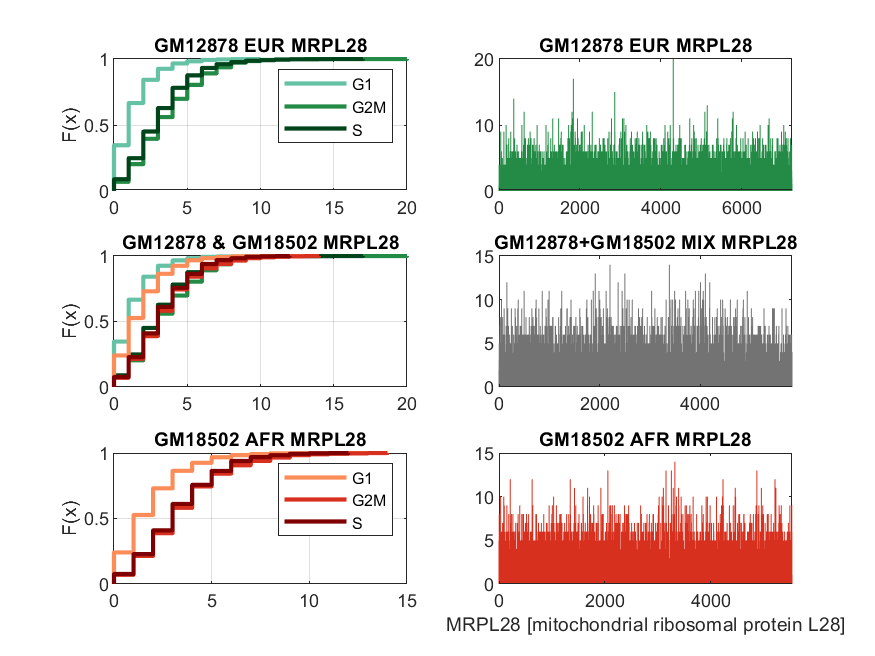 GM12878 EUR MRPL28
F(x)
1
0.5
0
0
5
10
15
20
G1
G2M
S
GM12878 EUR MRPL28
20
10
0
0
2000
4000
6000
GM12878 & GM18502 MRPL28
F(x)
1
0.5
0
0
5
10
15
20
GM12878+GM18502 MIX MRPL28
15
10
5
0
0
2000
4000
GM18502 AFR MRPL28
F(x)
1
0.5
0
0
5
10
15
G1
G2M
S
GM18502 AFR MRPL28
15
10
5
0
0
2000
4000
MRPL28 [mitochondrial ribosomal protein L28]